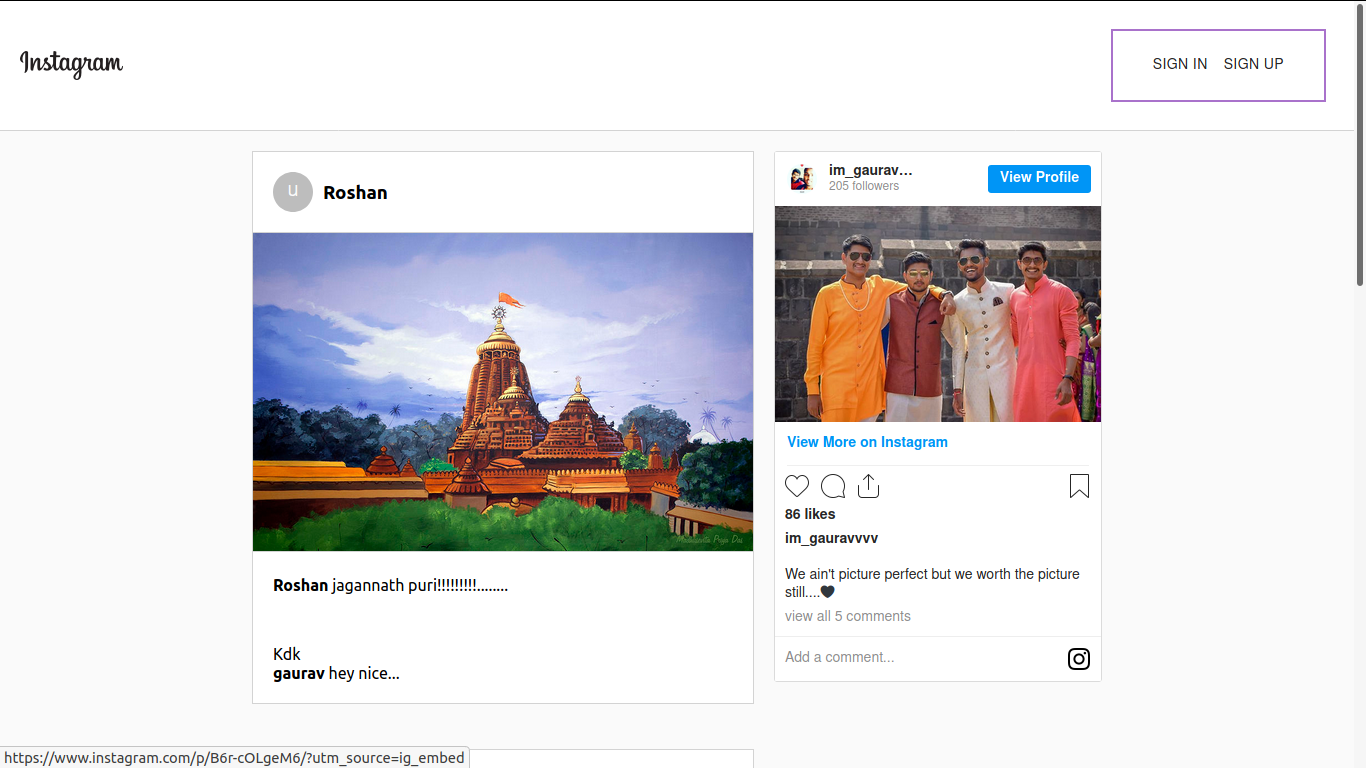 Instagram
SIGN IN SIGN UP
U
Roshan
Roshan jagannath puri!!!!!!!!!........
Kdk
gaurav hey nice...
im_gaurav...
205 followers
View Profile
View More on Instagram
86 likes
im_gauravvvv
We ain't picture perfect but we worth the picture
still....🖤
view all 5 comments
Add a comment...
https://www.instagram.com/p/B6r-cOLgeM6/?utm_source=ig_embed